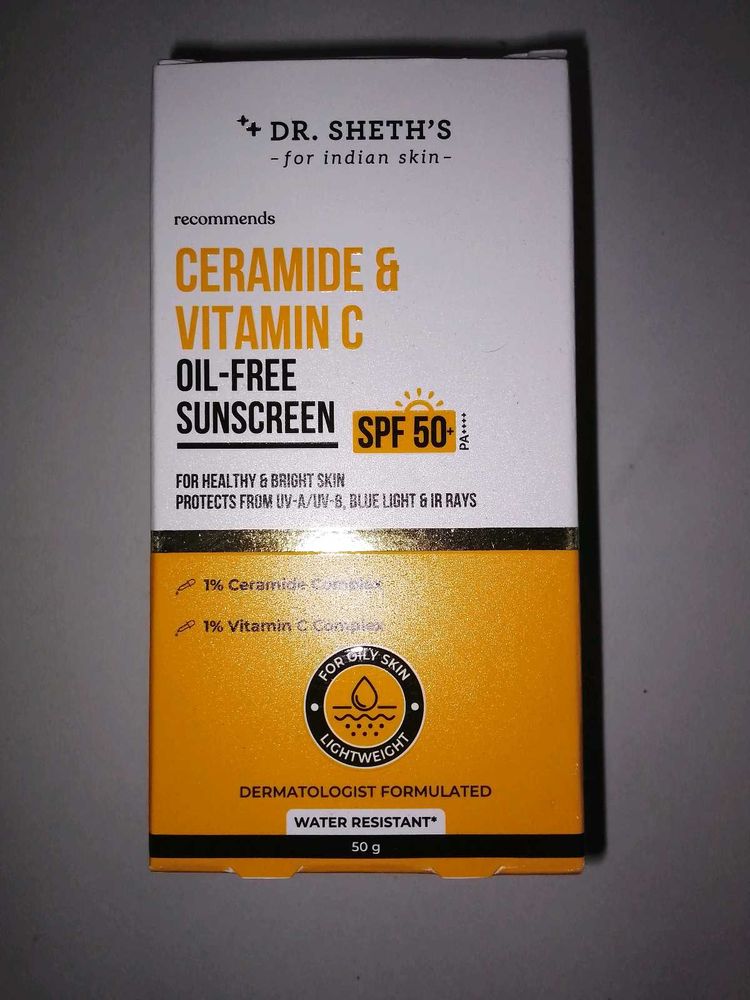 DR. SHETH'S
-for indian skin-
recommends
CERAMIDE &
VITAMIN C
OIL-FREE
SUNSCREEN
SPF 50+
PA++++
FOR HEALTHY & BRIGHT SKIN
PROTECTS FROM UV-A/UV-B, BLUE LIGHT & IR RAYS
1% Ceramide Complex
1% Vitamin C Complex
FOR OILY SKIN
LIGHTWEIGHT
DERMATOLOGIST FORMULATED
WATER RESISTANT*
50 g